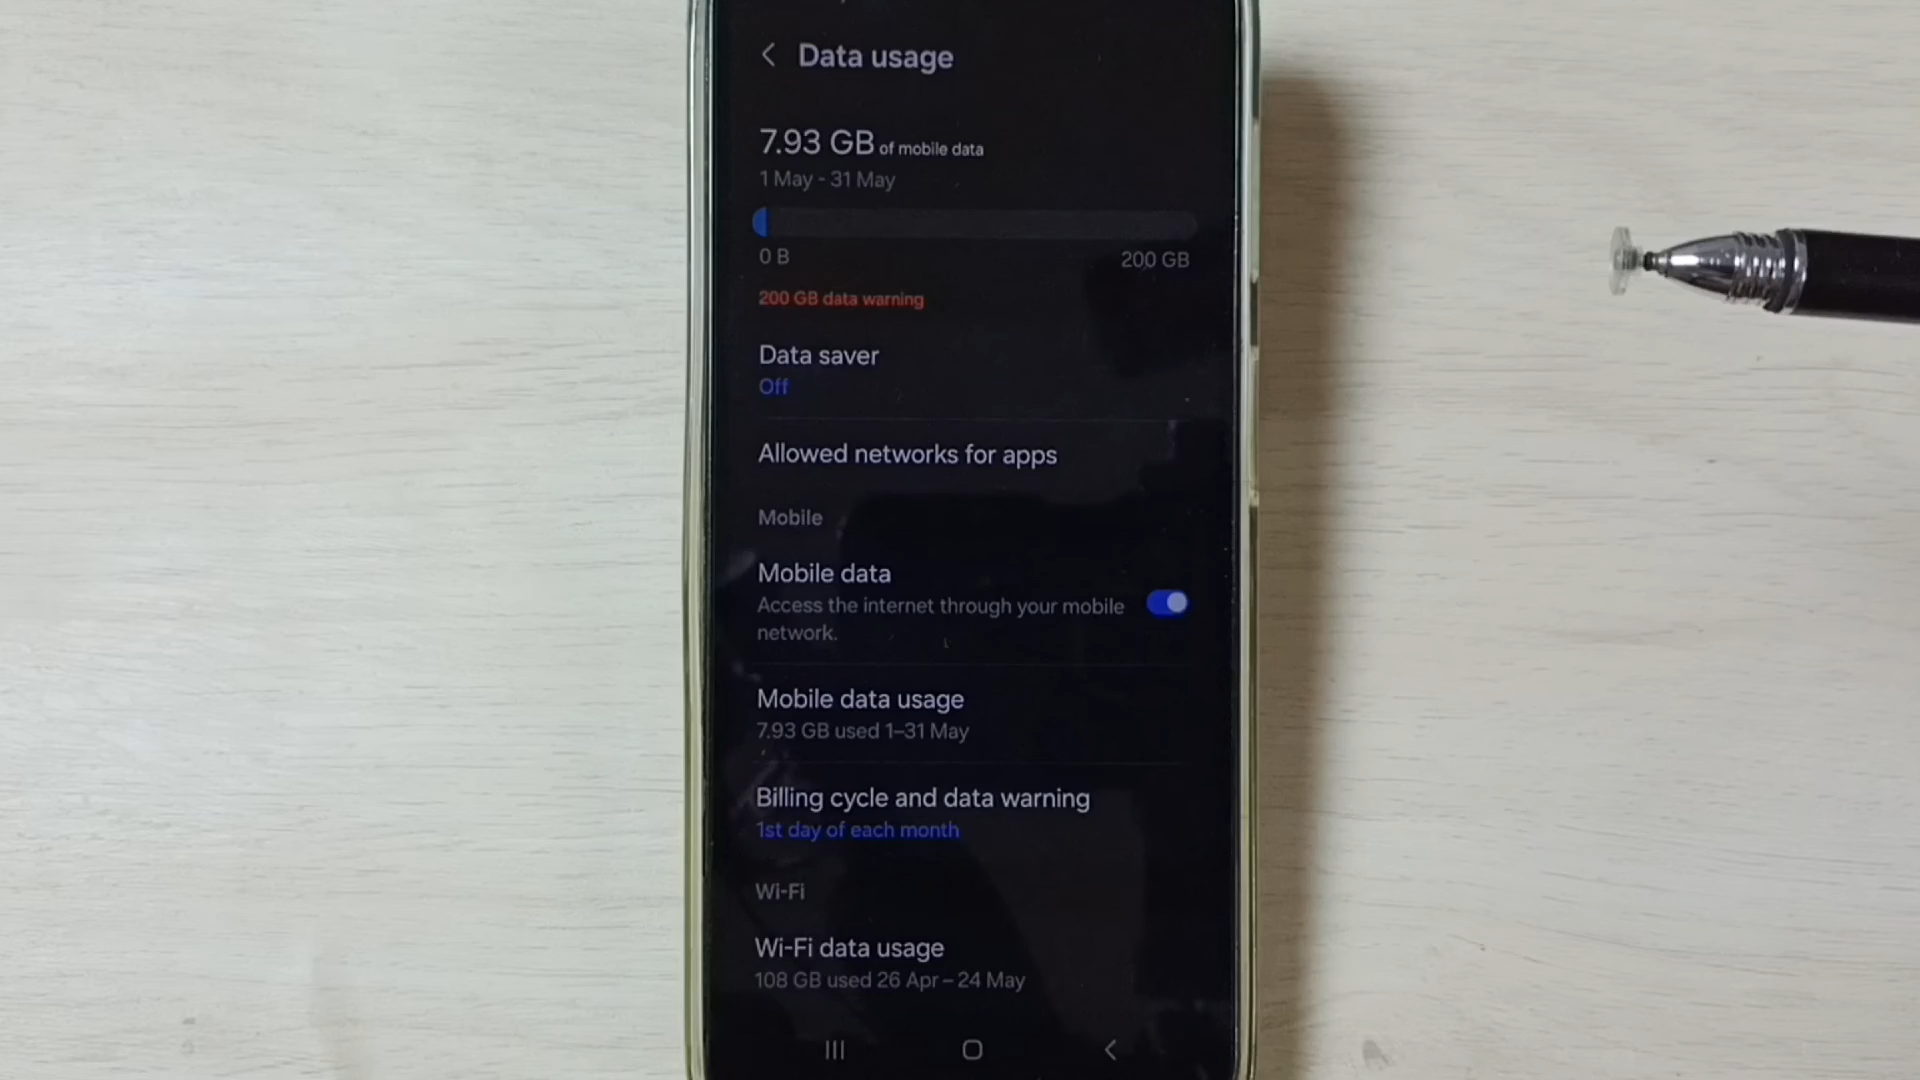 Data usage
7.93 GB of mobile data
1 May - 31 May
0 B
200 GB
200 GB data warning
Data saver
Off
Allowed networks for apps
Mobile
Mobile data
Access the internet through your mobile
network.
Mobile data usage
7.93 GB used 1–31 May
Billing cycle and data warning
1st day of each month
Wi-Fi
Wi-Fi data usage
108 GB used 26 Apr – 24 May